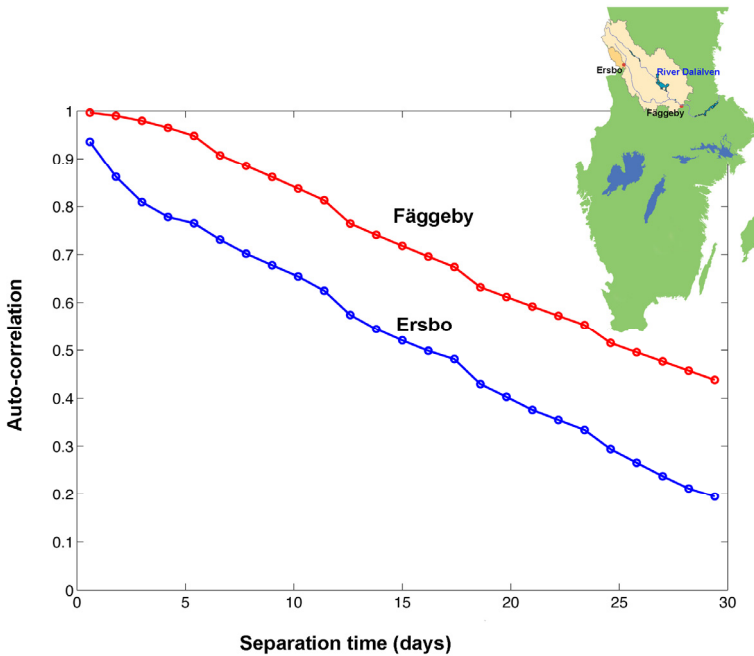 Ersbo
River Dalälven
Fäggeby
1
0.9
0.8
0.7
0.6
0.5
0.4
0.3
0.2
0.1
0
Auto-correlation
Fäggeby
Ersbo
0 5 10 15 20 25 30
Separation time (days)